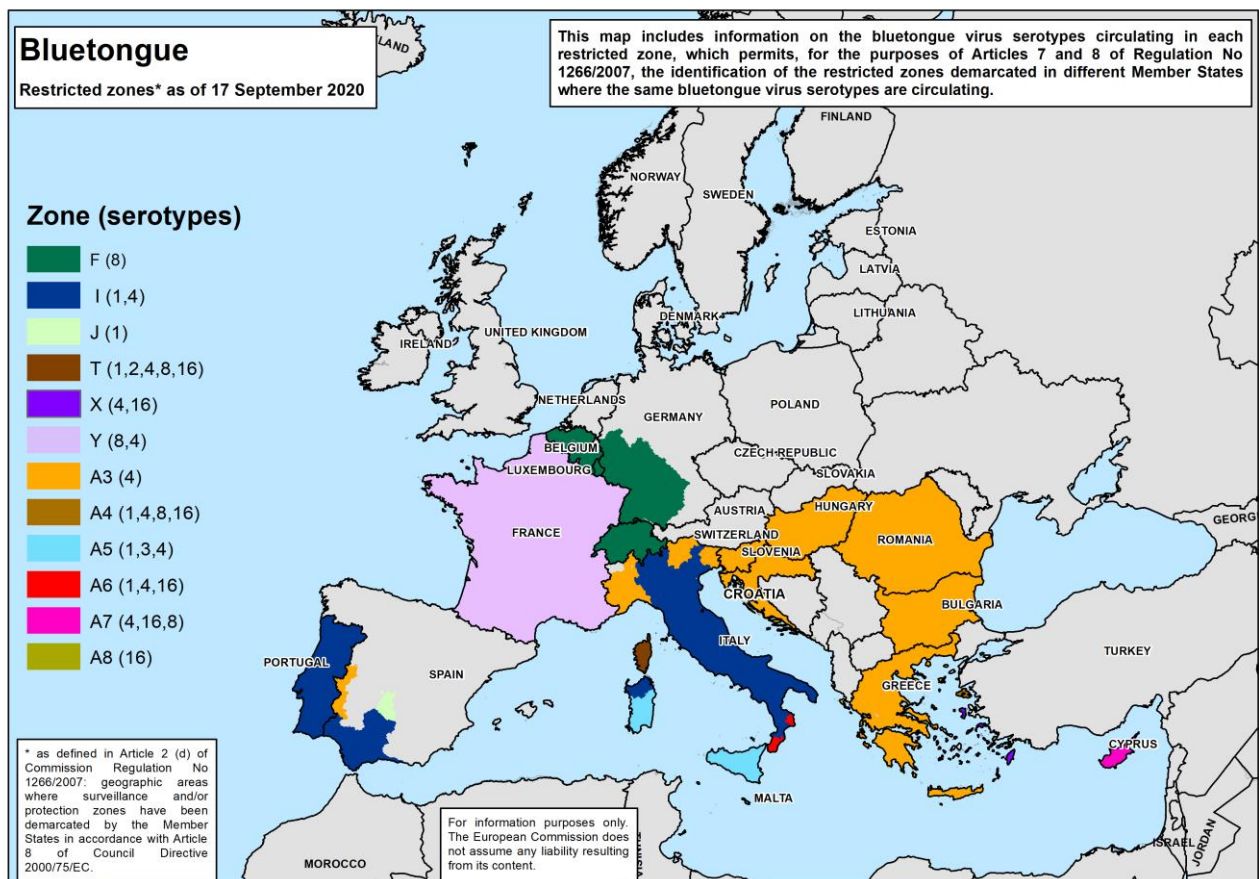 Bluetongue
Restricted zones* as of 17 September 2020
This map includes information on the bluetongue virus serotypes circulating in each
restricted zone, which permits, for the purposes of Articles 7 and 8 of Regulation No
1266/2007, the identification of the restricted zones demarcated in different Member States
where the same bluetongue virus serotypes are circulating.
Zone (serotypes)
F (8)
I (1,4)
J (1)
T (1,2,4,8,16)
X (4,16)
Y (8,4)
A3 (4)
A4 (1,4,8,16)
A5 (1,3,4)
A6 (1,4,16)
A7 (4,16,8)
A8 (16)
FINLAND
NORWAY
SWEDEN
ESTONIA
LATVIA
LITHUANIA
DENMARK
UNITED KINGDOM
IRELAND
NETHERLANDS
GERMANY
POLAND
BELGIUM
LUXEMBOURG
CZECH REPUBLIC
SLOVAKIA
AUSTRIA
HUNGARY
SWITZERLAND
SLOVENIA
FRANCE
ROMANIA
CROATIA
BULGARIA
GEORG
ITALY
PORTUGAL
SPAIN
GREECE
TURKEY
CYPRUS
MALTA
MOROCCO
ISRAEL
JORDAN
* as defined in Article 2 (d) of
Commission Regulation No
1266/2007: geographic areas
where surveillance and/or
protection zones have been
demarcated by the Member
States in accordance with Article
8 of Council Directive
2000/75/EC.
For information purposes only.
The European Commission does
not assume any liability resulting
from its content.